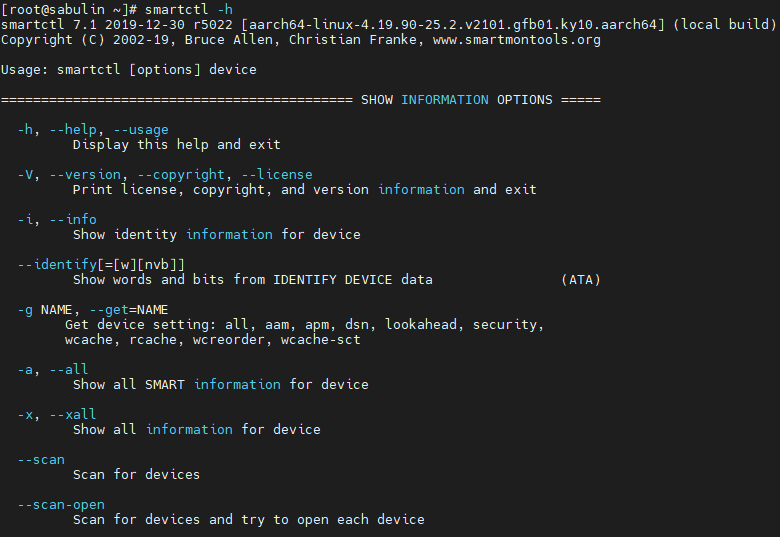 [root@sabulin ~]# smartctl -h
smartctl 7.1 2019-12-30 r5022 [aarch64-linux-4.19.90-25.2.v2101.gfb01.ky10.aarch64] (local build)
Copyright (C) 2002-19, Bruce Allen, Christian Franke, www.smartmontools.org
Usage: smartctl [options] device
============================================ SHOW INFORMATION OPTIONS =====
-h, --help, --usage
Display this help and exit
-V, --version, --copyright, --license
Print license, copyright, and version information and exit
-i, --info
Show identity information for device
--identify[=[w][nvb]]
Show words and bits from IDENTIFY DEVICE data (ATA)
-g NAME, --get=NAME
Get device setting: all, aam, apm, dsn, lookahead, security,
wcache, rcache, wcreorder, wcache-sct
-a, --all
Show all SMART information for device
-x, --xall
Show all information for device
--scan
Scan for devices
--scan-open
Scan for devices and try to open each device